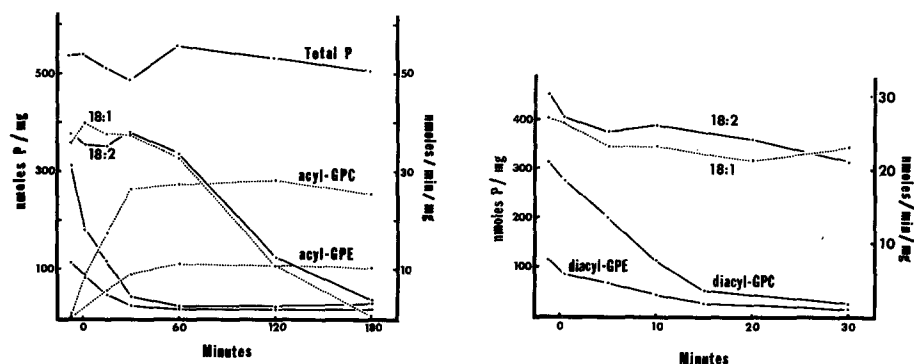 Total P
500
300
100
nmoles P / mg
18:1
18:2
acyl-GPC
acyl-GPE
50
30
10
nmoles/min/mg
0
60
120
180
Minutes
400
300
200
100
nmoles P / mg
18:2
18:1
diacyl-GPE
diacyl-GPC
30
20
10
nmoles/min/mg
0
10
20
30
Minutes